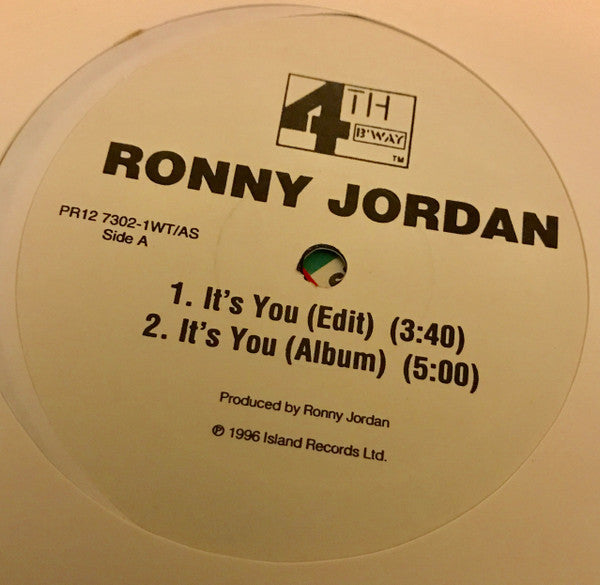 4TH
B'WAY
TM
RONNY JORDAN
PR12 7302-1WT/AS
Side A
1. It's You (Edit) (3:40)
2. It's You (Album) (5:00)
Produced by Ronny Jordan
℗ 1996 Island Records Ltd.